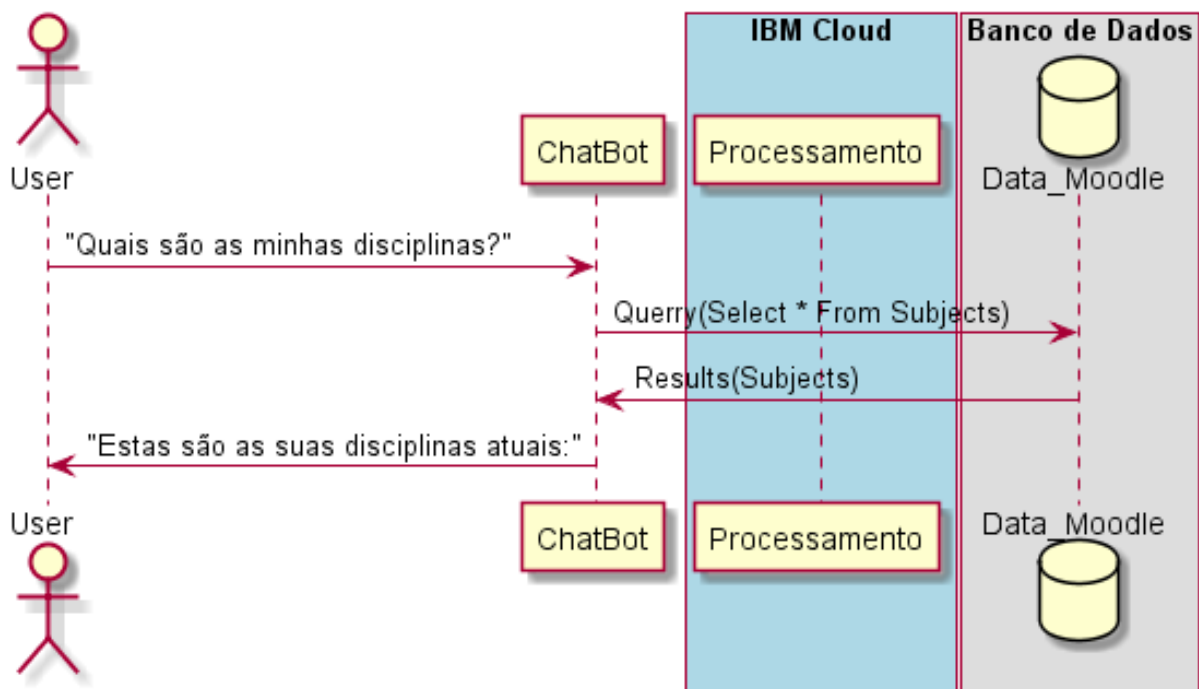 IBM Cloud
Banco de Dados
User
ChatBot
Processamento
Data_Moodle
"Quais são as minhas disciplinas?"
Querry(Select * From Subjects)
Results(Subjects)
"Estas são as suas disciplinas atuais:"
User
ChatBot
Processamento
Data_Moodle